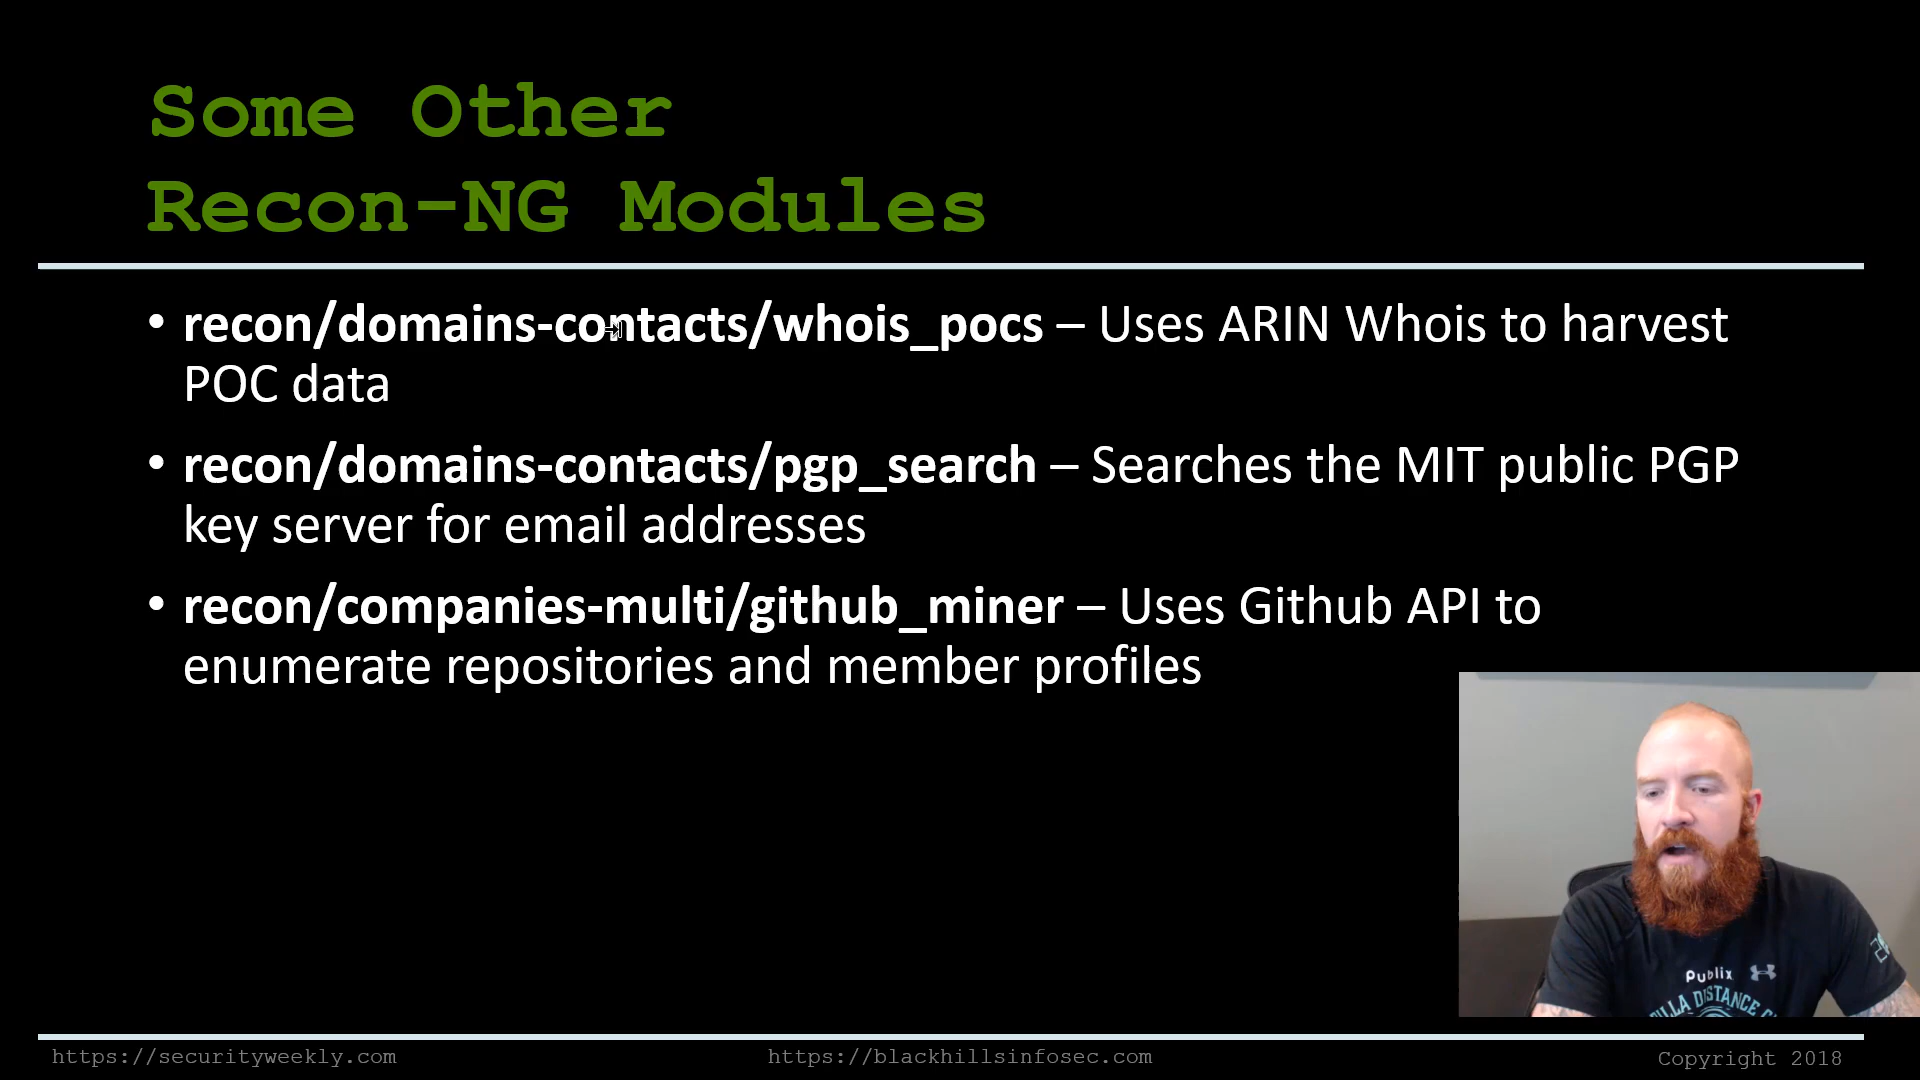 Some Other
Recon-NG Modules
• recon/domains-contacts/whois_pocs – Uses ARIN Whois to harvest
POC data
• recon/domains-contacts/pgp_search – Searches the MIT public PGP
key server for email addresses
• recon/companies-multi/github_miner – Uses Github API to
enumerate repositories and member profiles
Publix
DISTANCE
https://securityweekly.com
https://blackhillsinfosec.com
Copyright 2018